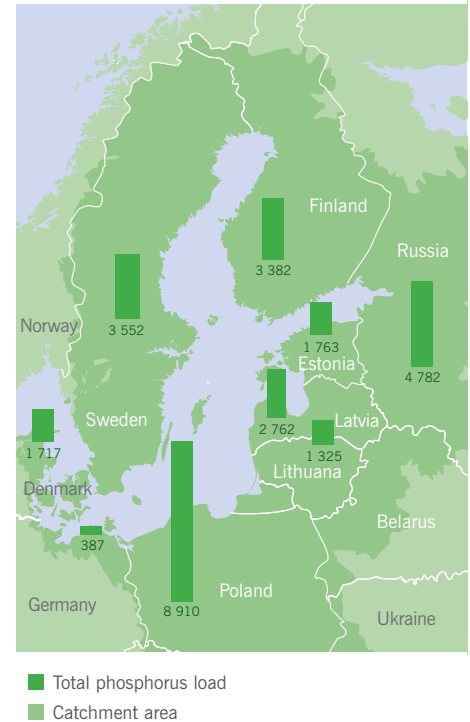 Finland
Russia
3 382
3 552
Norway
1 763
Estonia
4 782
Sweden
2 762
Latvia
1 717
1 325
Lithuana
Denmark
Belarus
387
Poland
Germany
8 910
Ukraine
Total phosphorus load
Catchment area